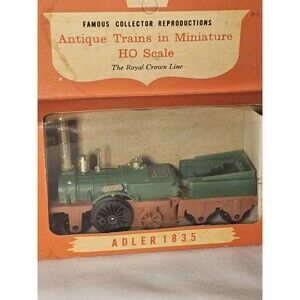 FAMOUS COLLECTOR REPRODUCTIONS
Antique Trains in Miniature
HO Scale
The Royal Crown Line
ADLER 1835